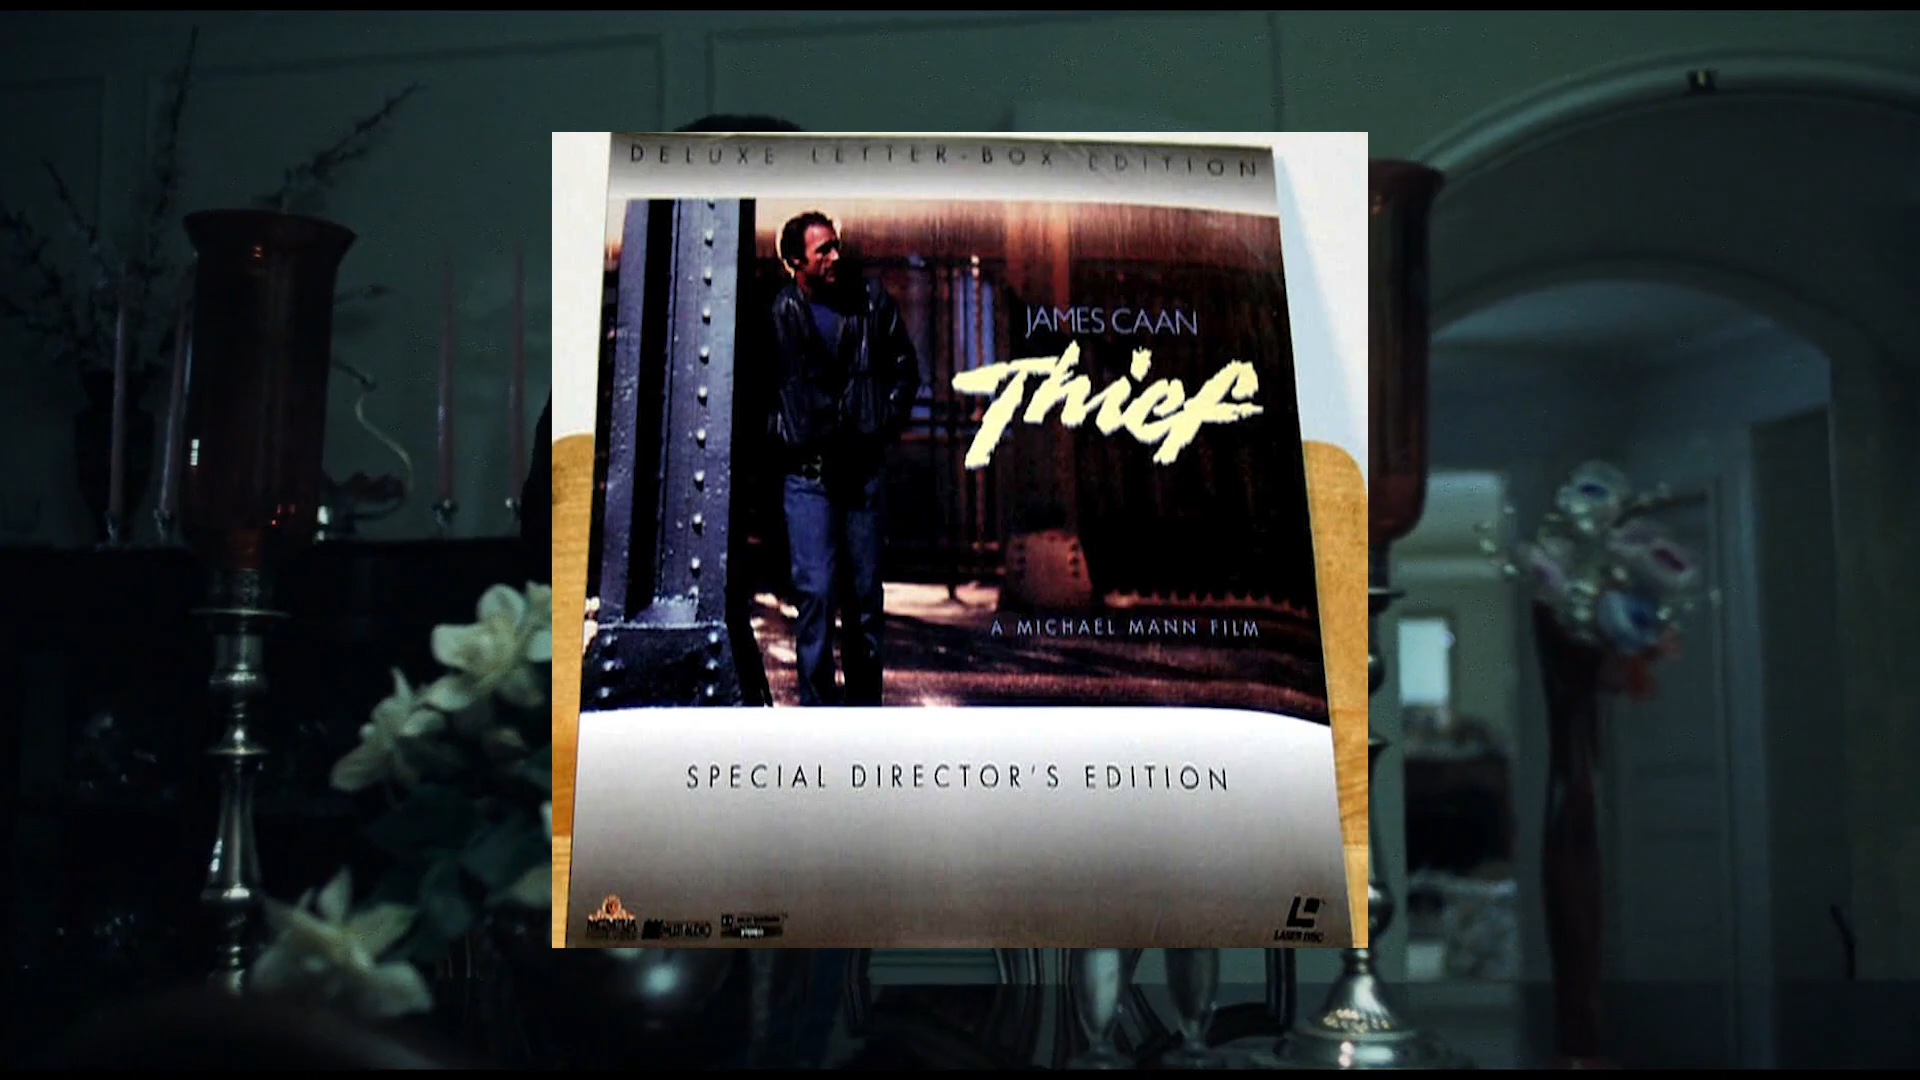 DELUXE LETTER-BOX EDITION
JAMES CAAN
Thief
A MICHAEL MANN FILM
SPECIAL DIRECTOR'S EDITION
LASER DISC